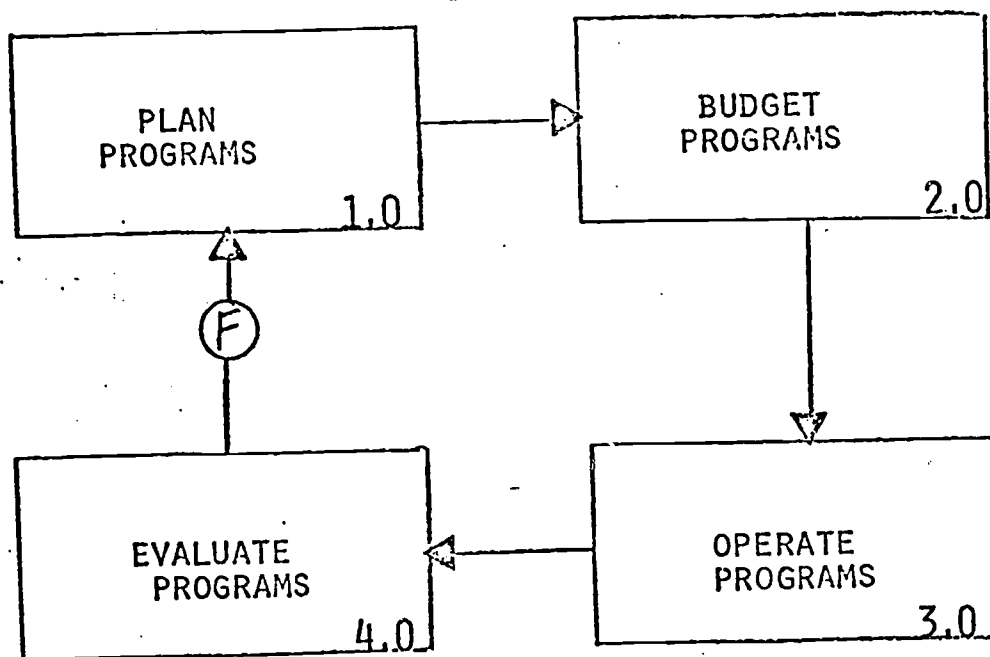 PLAN
PROGRAMS
1.0
BUDGET
PROGRAMS
2.0
F
EVALUATE
PROGRAMS
4.0
OPERATE
PROGRAMS
3.0